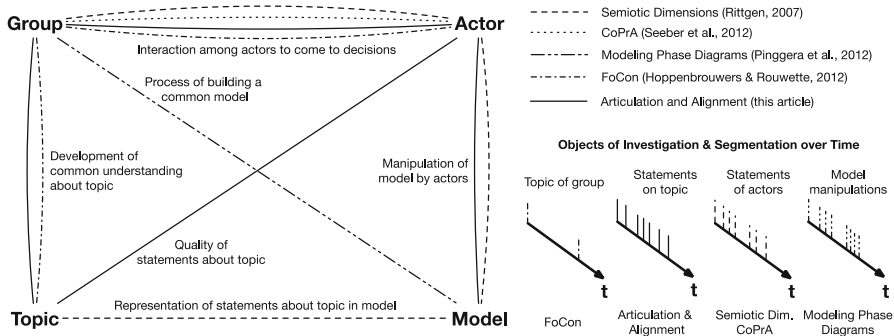 Group
Actor
Interaction among actors to come to decisions
Process of building a
common model
Development of
common understanding
about topic
Manipulation of
model by actors
Quality of
statements about topic
Representation of statements about topic in model
Topic
Model
Semiotic Dimensions (Rittgen, 2007)
CoPrA (Seeber et al., 2012)
Modeling Phase Diagrams (Pinggera et al., 2012)
FoCon (Hoppenbrouwers & Rouwette, 2012)
Articulation and Alignment (this article)
Objects of Investigation & Segmentation over Time
Topic of group
Statements
on topic
Statements
of actors
Model
manipulations
t
t
t
t
FoCon
Articulation &
Alignment
Semiotic Dim.
CoPrA
Modeling Phase
Diagrams